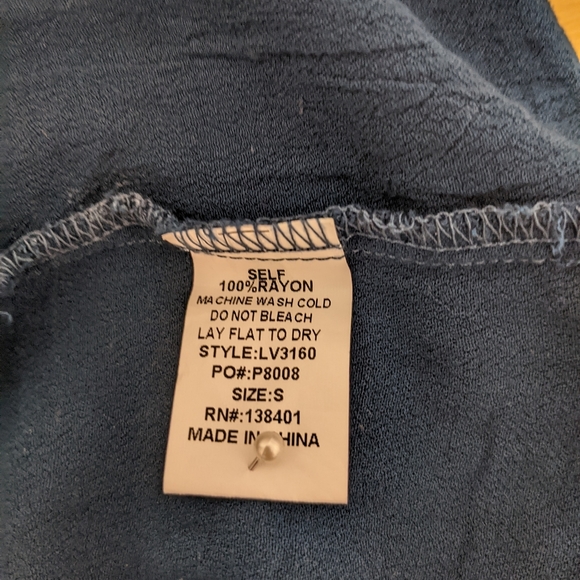 SELF
100%RAYON
MACHINE WASH COLD
DO NOT BLEACH
LAY FLAT TO DRY
STYLE:LV3160
PO#:P8008
SIZE:S
RN#:138401
MADE IN CHINA